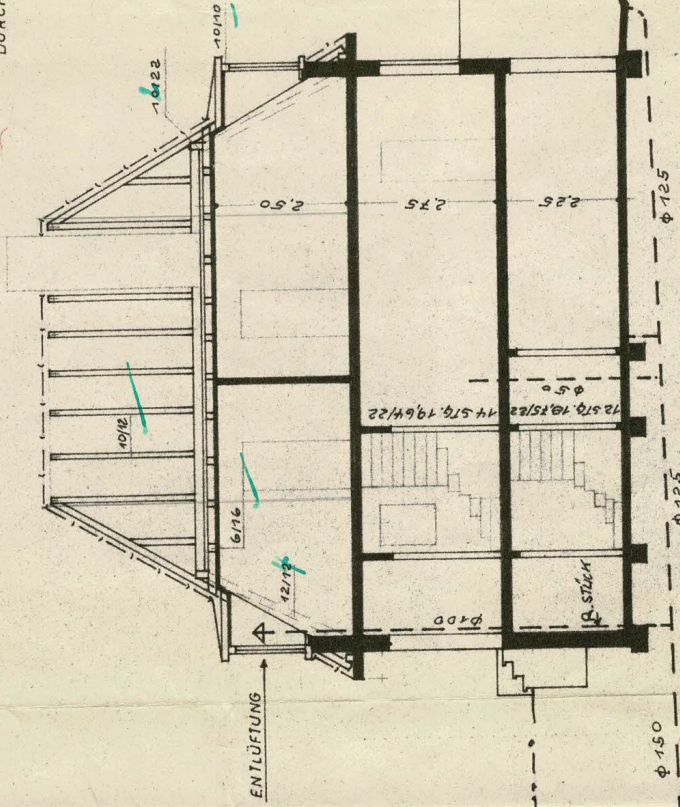 10/10
10/22
2,50
2,75
2,25
ϕ 125
10/12
6/16
12/12
14 STG. 19,64/22
12 STG. 18,75/22
ϕ 50
ϕ 100
R. STÜCK
ENTLÜFTUNG
ϕ 125
ϕ 150